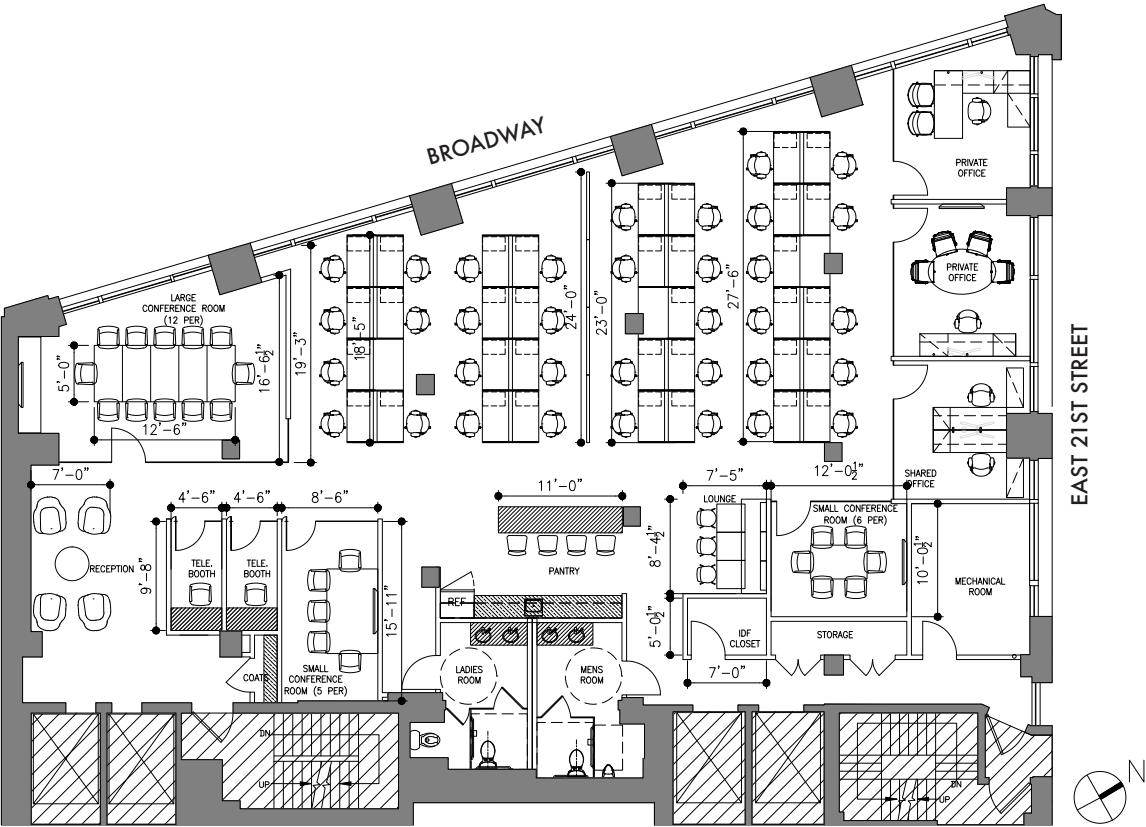 BROADWAY
EAST 21ST STREET
PRIVATE
OFFICE
PRIVATE
OFFICE
SHARED
OFFICE
LARGE
CONFERENCE ROOM
(12 PER)
5'-0"
12'-6"
16'-6½"
19'-3"
18'-5"
24'-0"
23'-0"
27'-6"
7'-0"
4'-6"
4'-6"
8'-6"
11'-0"
7'-5"
12'-0½"
LOUNGE
SMALL CONFERENCE
ROOM (6 PER)
8'-4½"
10'-0½"
MECHANICAL
ROOM
RECEPTION
9'-8"
TELE.
BOOTH
TELE.
BOOTH
15'-11"
PANTRY
REF
5'-0½"
IDF
CLOSET
STORAGE
7'-0"
COATS
SMALL
CONFERENCE
ROOM (5 PER)
LADIES
ROOM
MENS
ROOM
DN
UP
DN
UP
N